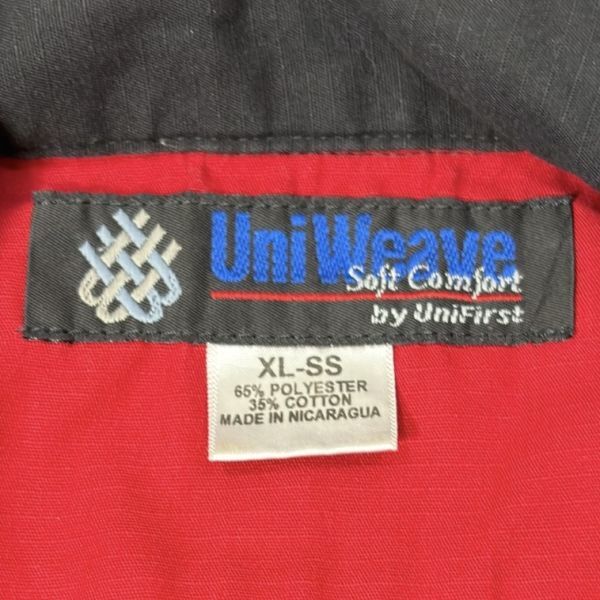 UniWeave
Soft Comfort
by UniFirst
XL-SS
65% POLYESTER
35% COTTON
MADE IN NICARAGUA